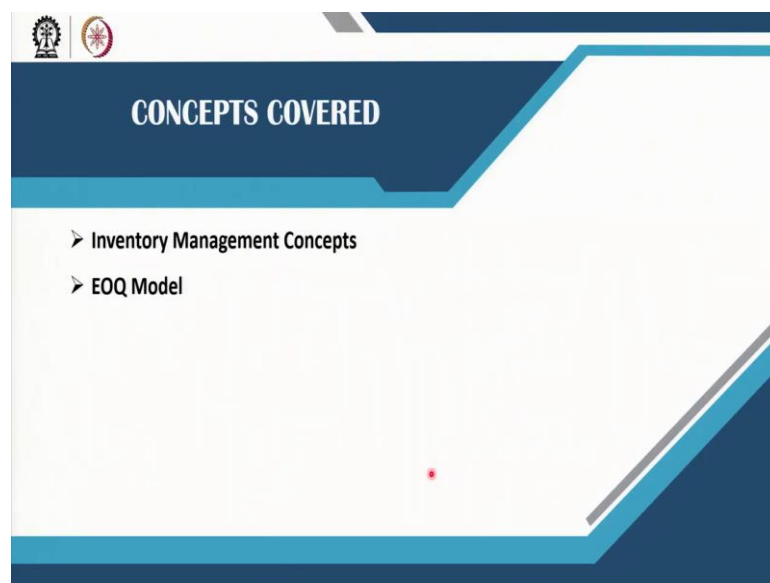 CONCEPTS COVERED
➤ Inventory Management Concepts
➤ EOQ Model